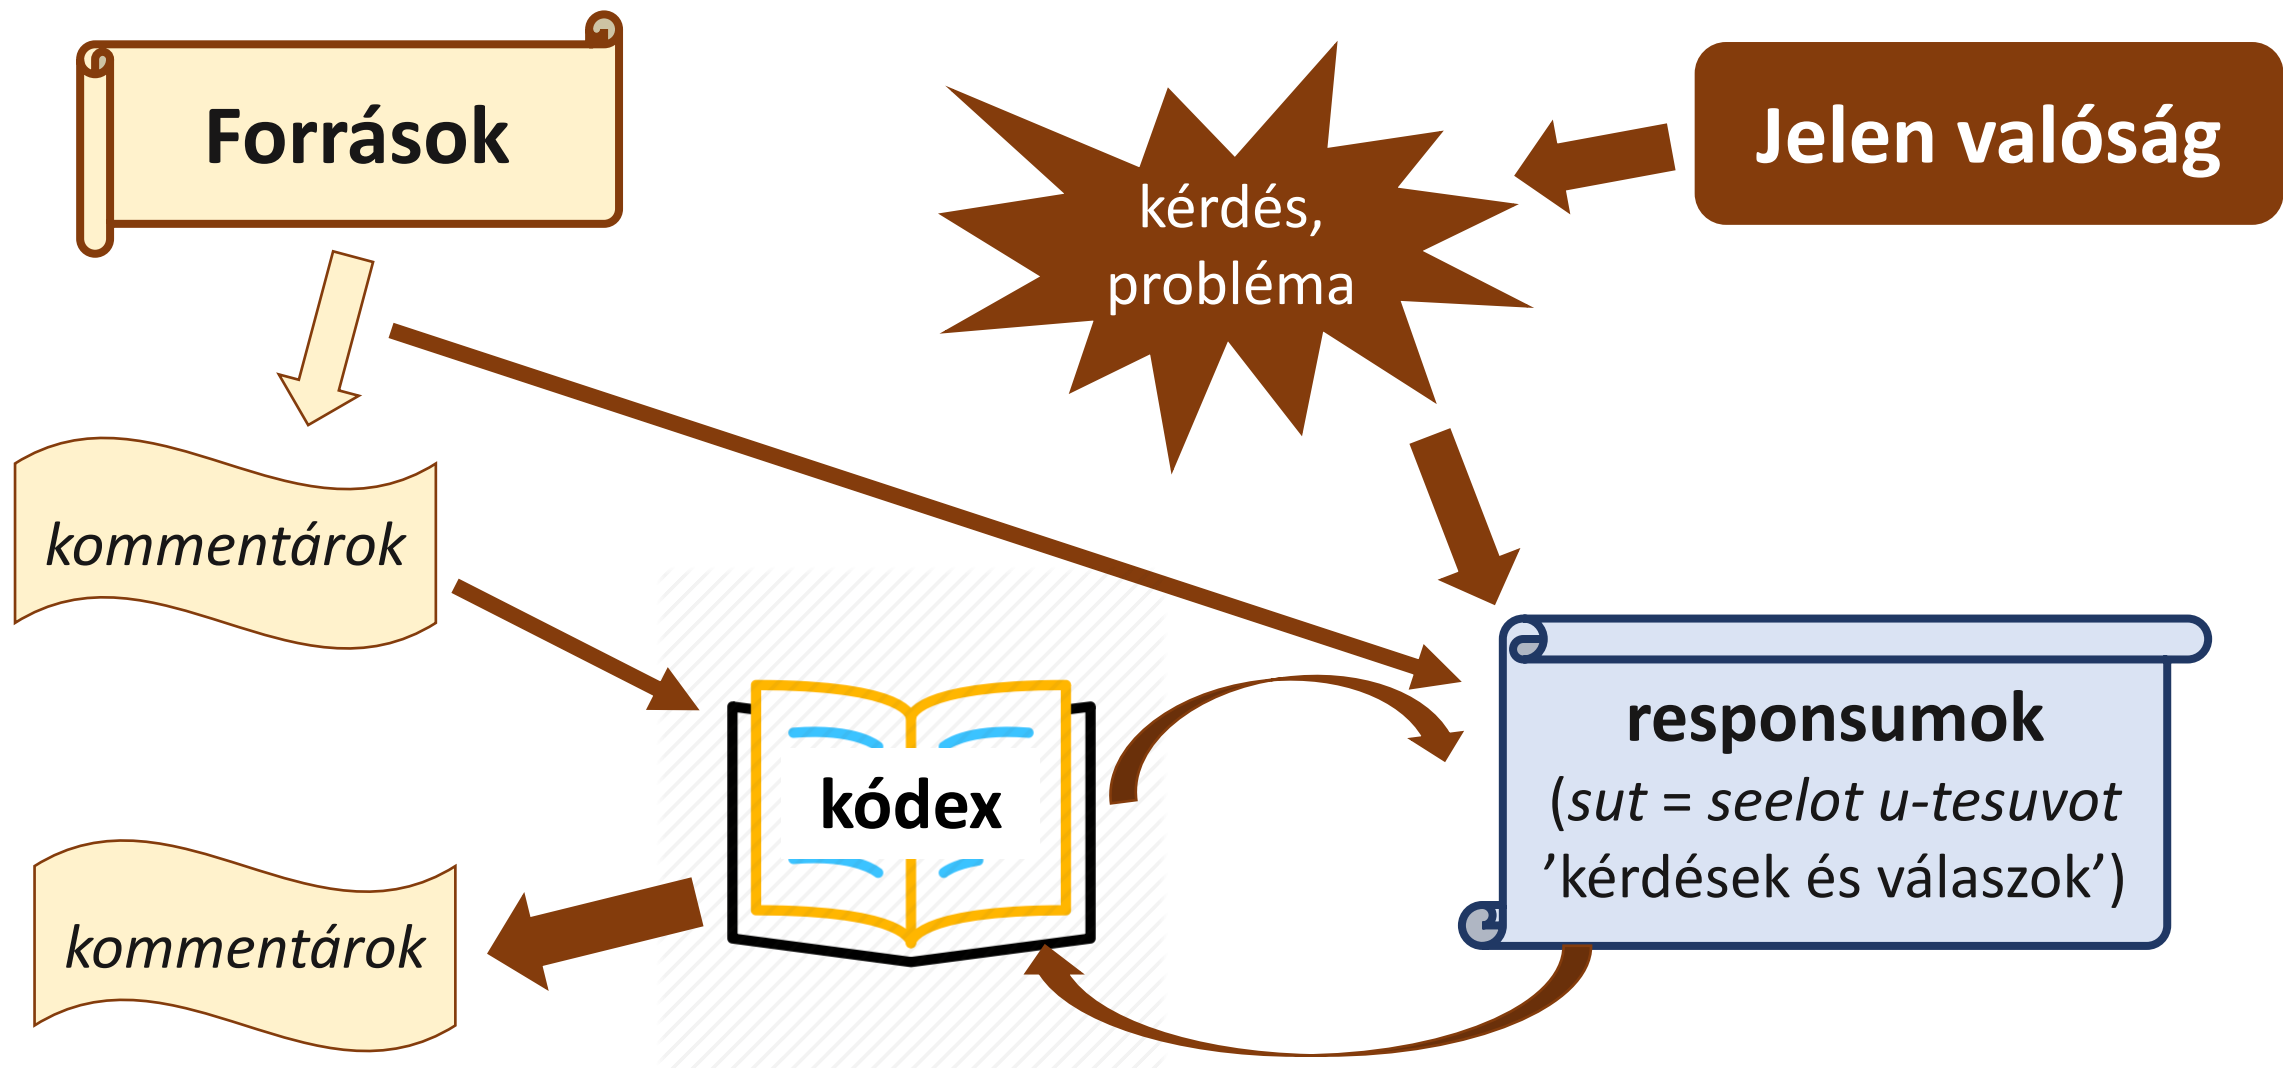 Források
Jelen valóság
kérdés,
probléma
kommentárok
responsumok
(sut = seelot u-tesuvot
’kérdések és válaszok’)
kódex
kommentárok